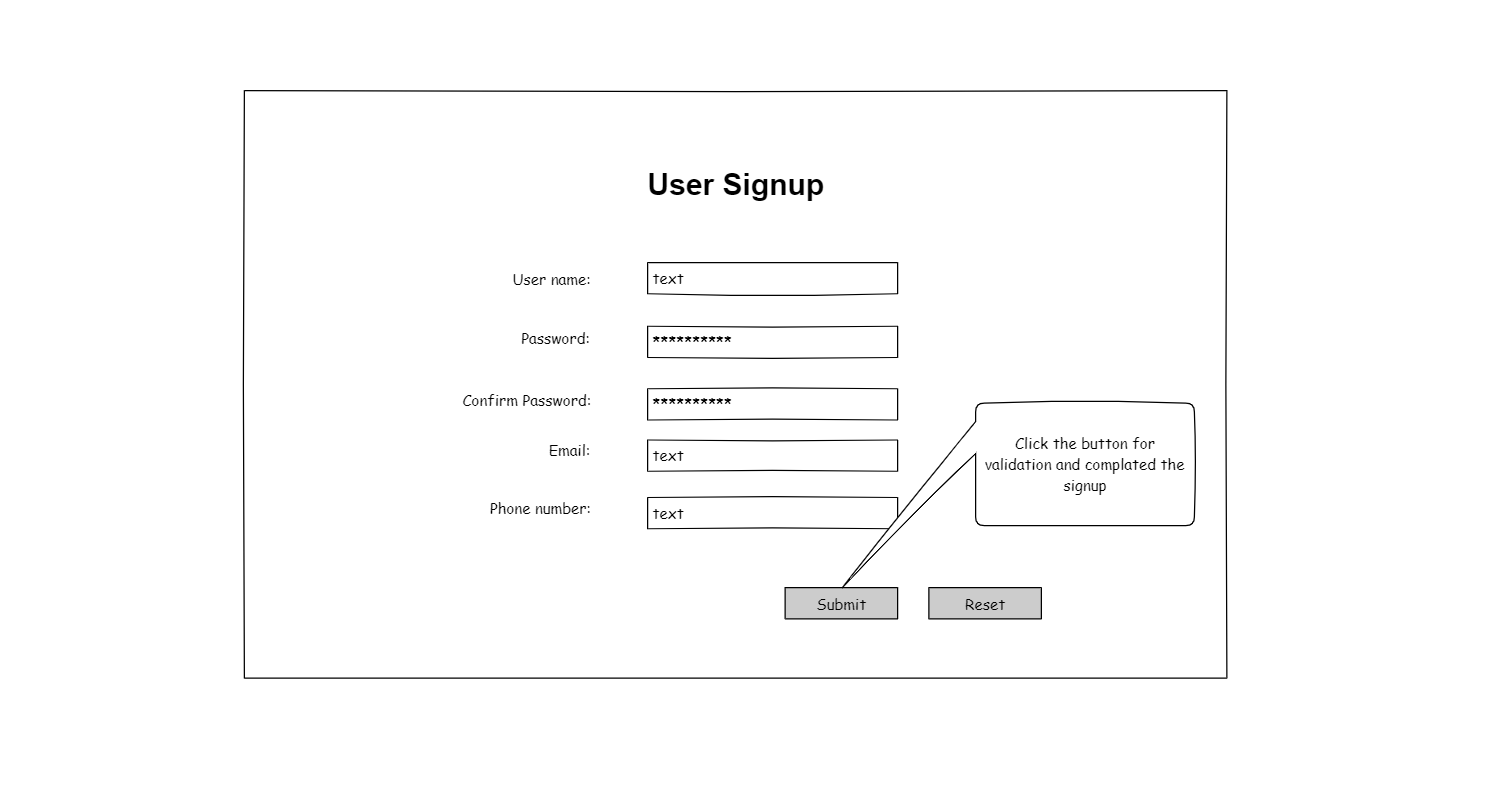 User Signup
User name:
text
Password:
**********
Confirm Password:
**********
Email:
text
Phone number:
text
Click the button for
validation and complated the
signup
Submit
Reset